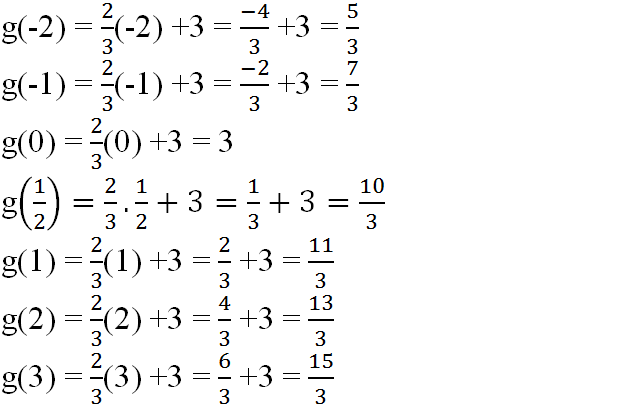 g(-2) = 2/3(-2) +3 = −4/3 +3 = 5/3
g(-1) = 2/3(-1) +3 = −2/3 +3 = 7/3
g(0) = 2/3(0) +3 = 3
g(1/2) = 2/3 . 1/2 + 3 = 1/3 + 3 = 10/3
g(1) = 2/3(1) +3 = 2/3 +3 = 11/3
g(2) = 2/3(2) +3 = 4/3 +3 = 13/3
g(3) = 2/3(3) +3 = 6/3 +3 = 15/3